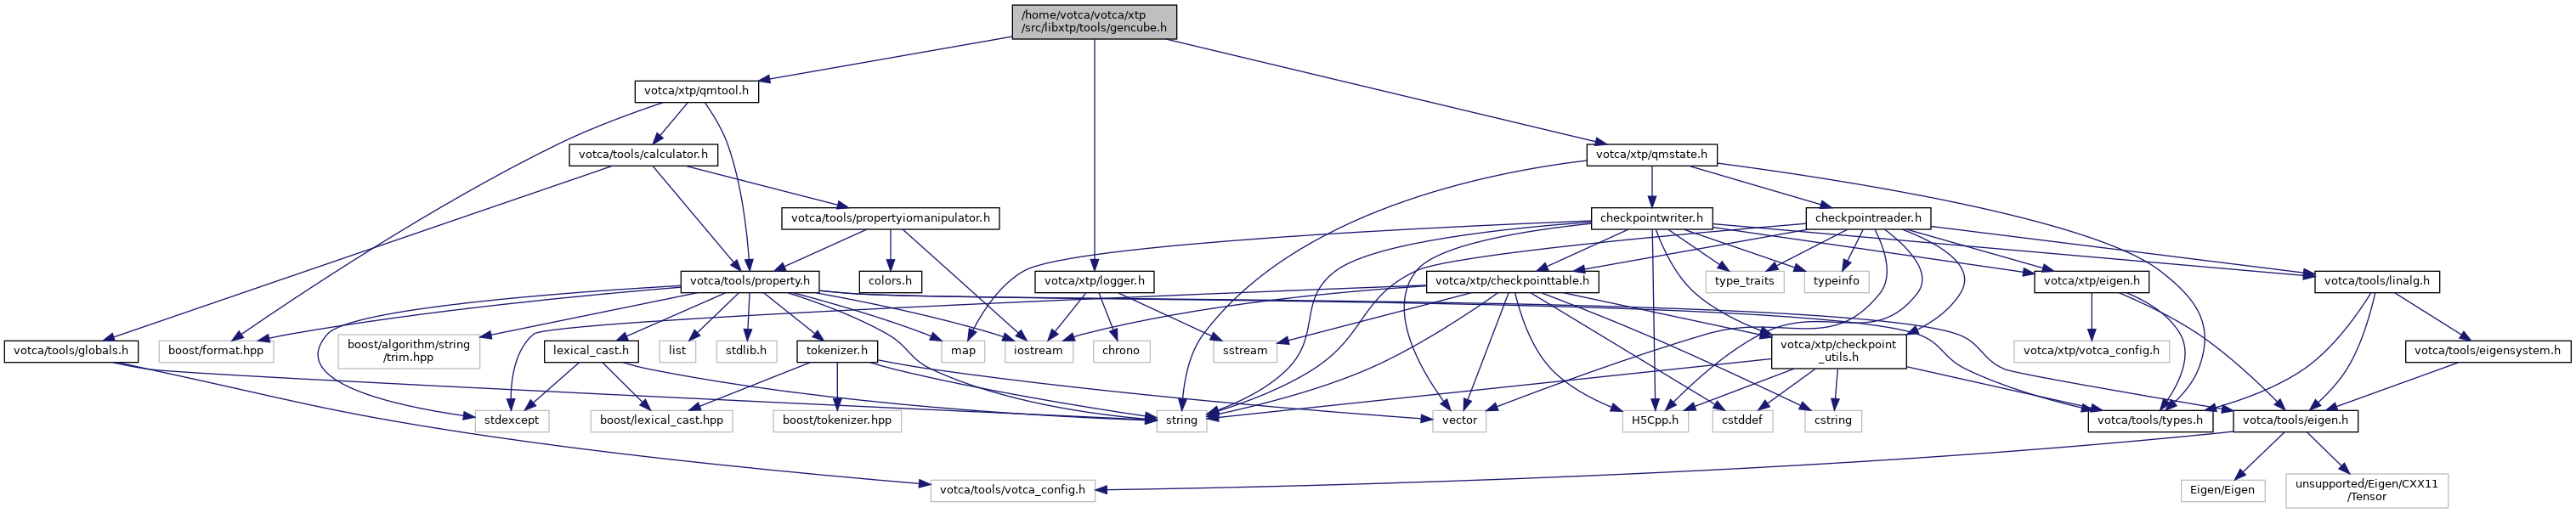 /home/votca/votca/xtp
/src/libxtp/tools/gencube.h
votca/xtp/qmtool.h
votca/tools/calculator.h
votca/xtp/qmstate.h
votca/tools/propertyiomanipulator.h
checkpointwriter.h
checkpointreader.h
votca/tools/property.h
colors.h
votca/xtp/logger.h
votca/xtp/checkpointtable.h
type_traits
typeinfo
votca/xtp/eigen.h
votca/tools/linalg.h
votca/tools/globals.h
boost/format.hpp
boost/algorithm/string
/trim.hpp
lexical_cast.h
list
stdlib.h
tokenizer.h
map
iostream
chrono
sstream
votca/xtp/checkpoint
_utils.h
votca/xtp/votca_config.h
votca/tools/eigensystem.h
stdexcept
boost/lexical_cast.hpp
boost/tokenizer.hpp
string
vector
H5Cpp.h
cstddef
cstring
votca/tools/types.h
votca/tools/eigen.h
votca/tools/votca_config.h
Eigen/Eigen
unsupported/Eigen/CXX11
/Tensor